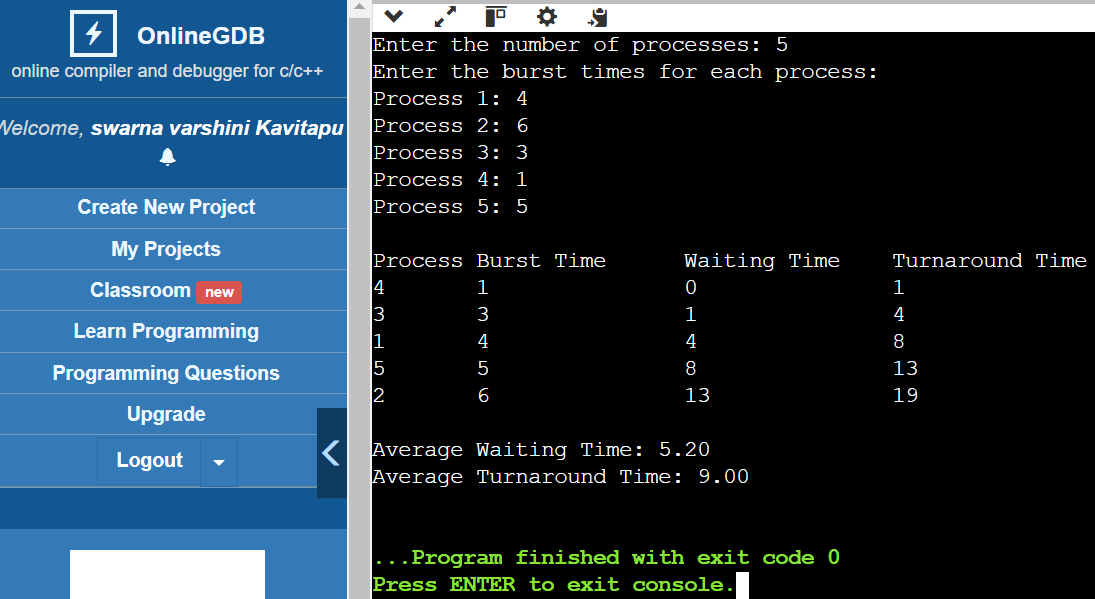 OnlineGDB
online compiler and debugger for c/c++
Welcome, swarna varshini Kavitapu
Create New Project
My Projects
Classroom new
Learn Programming
Programming Questions
Upgrade
Logout
Enter the number of processes: 5
Enter the burst times for each process:
Process 1: 4
Process 2: 6
Process 3: 3
Process 4: 1
Process 5: 5
Process Burst Time Waiting Time Turnaround Time
4 1 0 1
3 3 1 4
1 4 4 8
5 5 8 13
2 6 13 19
Average Waiting Time: 5.20
Average Turnaround Time: 9.00
...Program finished with exit code 0
Press ENTER to exit console.